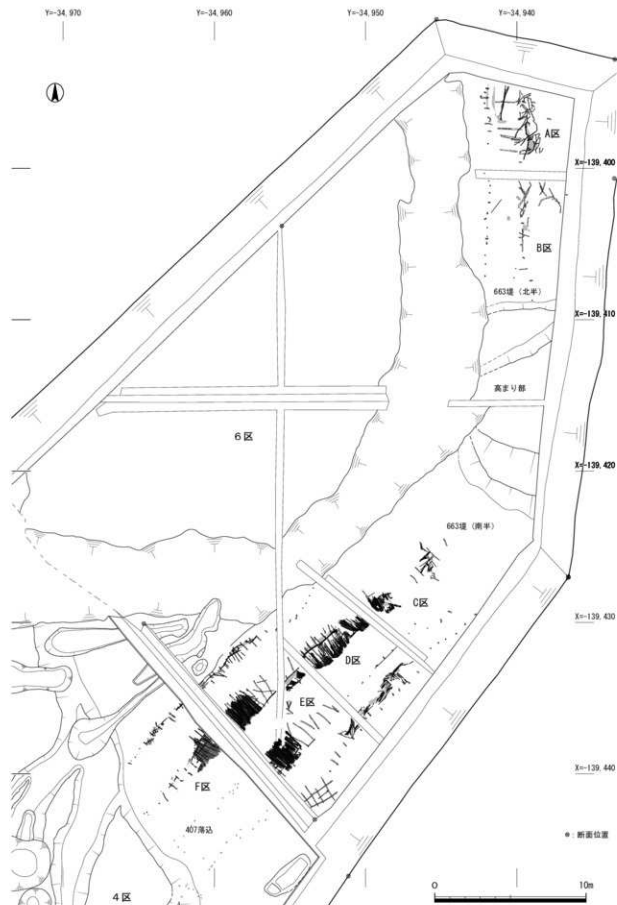 Y=-34,970
Y=-34,960
Y=-34,950
Y=-34,940
A区
X=-139,400
B区
663堤（北半）
X=-139,410
高まり部
6区
X=-139,420
663堤（南半）
C区
X=-139,430
D区
E区
F区
X=-139,440
407落込
●：断面位置
4区
0
10m